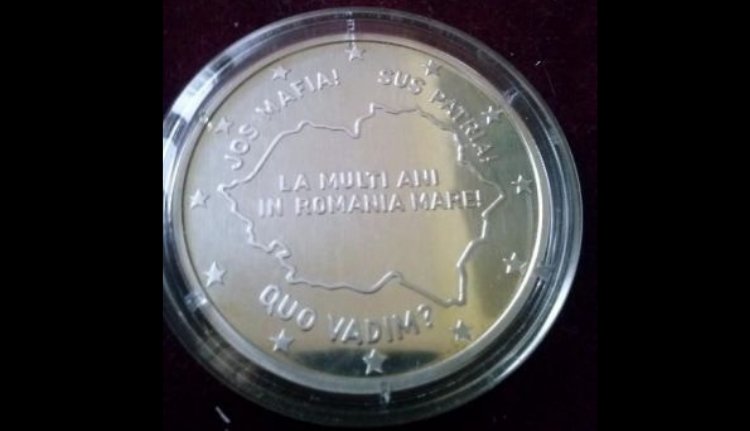 JOS MAFIA! SUS PATRIA!
LA MULTI ANI
IN ROMANIA MARE!
QUO VADIM?